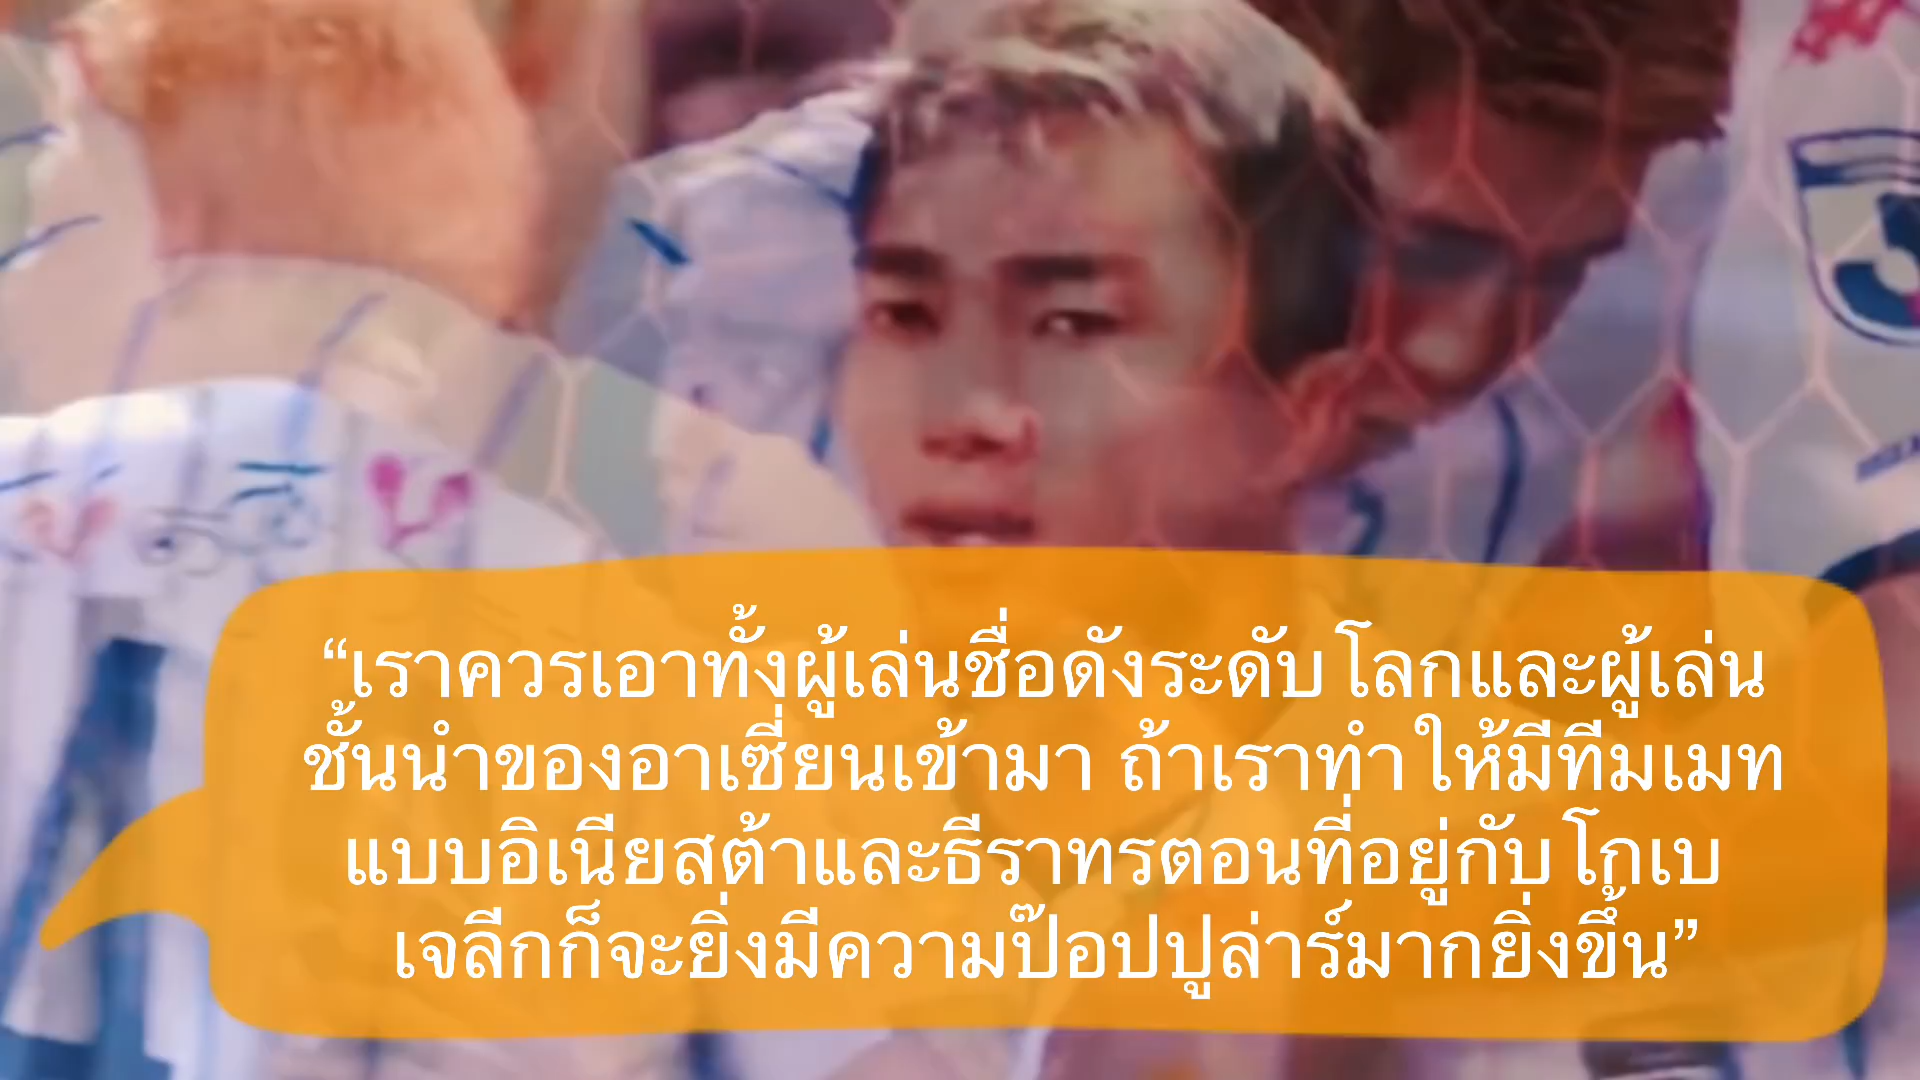 “เราควรเอาทั้งผู้เล่นชื่อดังระดับโลกและผู้เล่น
ชั้นนำของอาเซี่ยนเข้ามา ถ้าเราทำให้มีทีมเมท
แบบอิเนียสต้าและธีราทรตอนที่อยู่กับโกเบ
เจลีกก็จะยิ่งมีความป๊อปปูล่าร์มากยิ่งขึ้น”